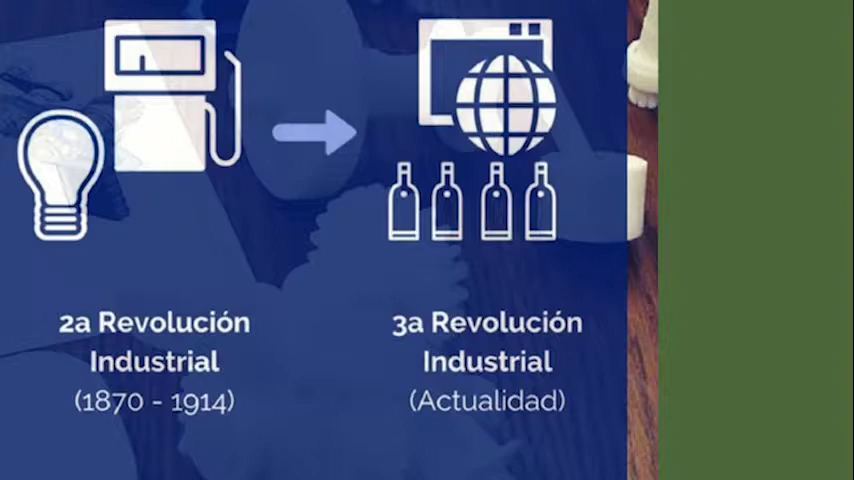 2a Revolución
Industrial
(1870 - 1914)
3a Revolución
Industrial
(Actualidad)